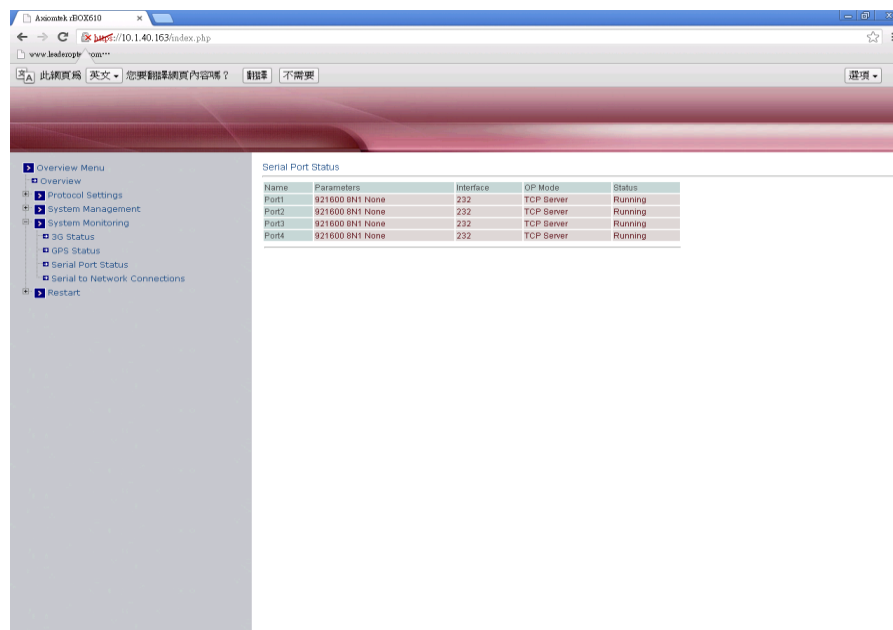 Axiomtek rBOX610
https://10.1.40.163/index.php
此網頁為 英文 您要翻譯網頁內容嗎？ 翻譯 不需要 選項
Overview Menu
Overview
Protocol Settings
System Management
System Monitoring
3G Status
GPS Status
Serial Port Status
Serial to Network Connections
Restart
Serial Port Status
Name Parameters Interface OP Mode Status
Port1 921600 8N1 None 232 TCP Server Running
Port2 921600 8N1 None 232 TCP Server Running
Port3 921600 8N1 None 232 TCP Server Running
Port4 921600 8N1 None 232 TCP Server Running